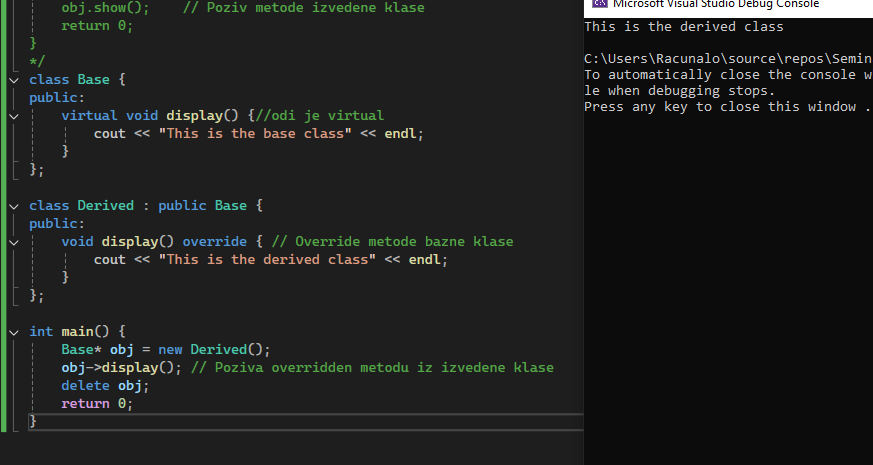 obj.show();    // Poziv metode izvedene klase
return 0;
}
*/
class Base {
public:
    virtual void display() {//odi je virtual
        cout << "This is the base class" << endl;
    }
};
class Derived : public Base {
public:
    void display() override { // Override metode bazne klase
        cout << "This is the derived class" << endl;
    }
};
int main() {
    Base* obj = new Derived();
    obj->display(); // Poziva overridden metodu iz izvedene klase
    delete obj;
    return 0;
}
Microsoft Visual Studio Debug Console
This is the derived class
C:\Users\Racunalo\source\repos\Semin
To automatically close the console w
le when debugging stops.
Press any key to close this window .